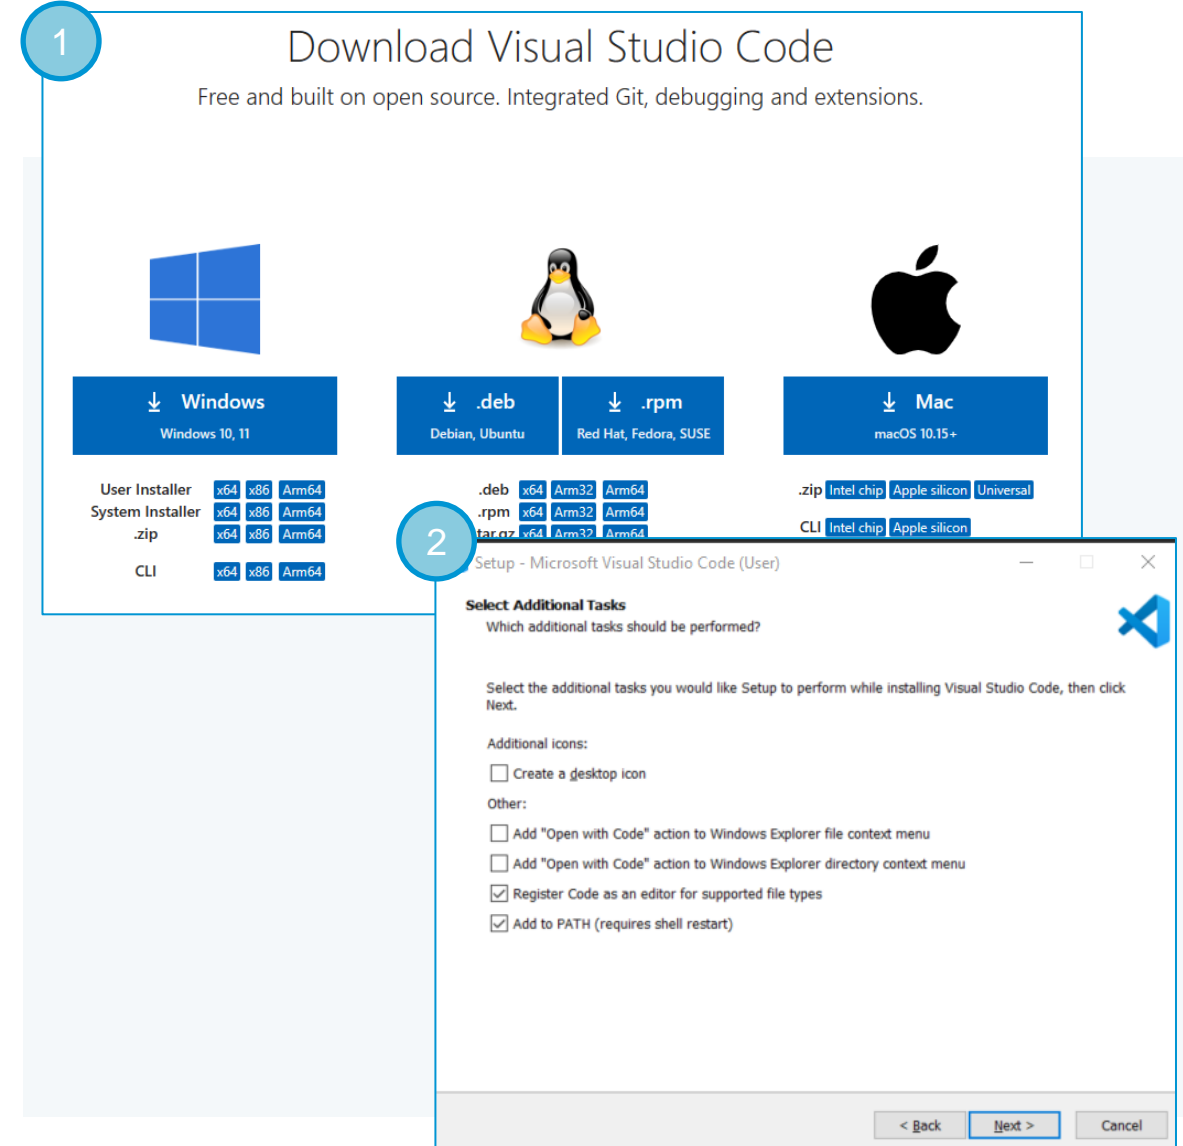 1
Download Visual Studio Code
Free and built on open source. Integrated Git, debugging and extensions.
Windows
Windows 10, 11
User Installer x64 x86 Arm64
System Installer x64 x86 Arm64
.zip x64 x86 Arm64
CLI x64 x86 Arm64
.deb
Debian, Ubuntu
.rpm
Red Hat, Fedora, SUSE
.deb x64 Arm32 Arm64
.rpm x64 Arm32 Arm64
tar.gz x64 Arm32 Arm64
Mac
macOS 10.15+
.zip Intel chip Apple silicon Universal
CLI Intel chip Apple silicon
2
Setup - Microsoft Visual Studio Code (User)
Select Additional Tasks
Which additional tasks should be performed?
Select the additional tasks you would like Setup to perform while installing Visual Studio Code, then click
Next.
Additional icons:
Create a desktop icon
Other:
Add "Open with Code" action to Windows Explorer file context menu
Add "Open with Code" action to Windows Explorer directory context menu
Register Code as an editor for supported file types
Add to PATH (requires shell restart)
< Back Next > Cancel